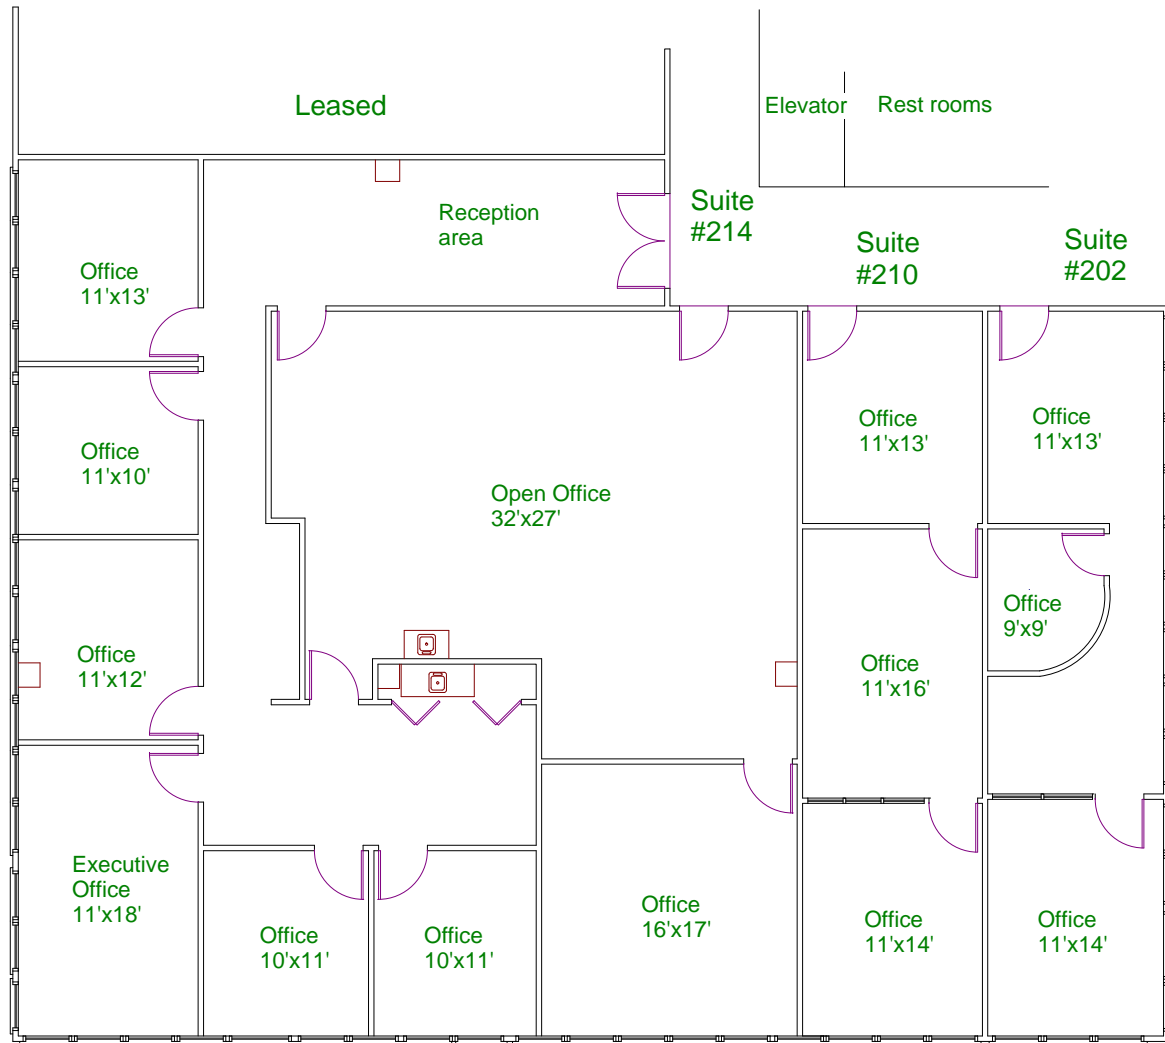 Leased
Elevator
Rest rooms
Suite
#214
Reception
area
Suite
#210
Suite
#202
Office
11'x13'
Office
11'x10'
Open Office
32'x27'
Office
11'x13'
Office
11'x13'
Office
9'x9'
Office
11'x12'
Office
11'x16'
Executive
Office
11'x18'
Office
10'x11'
Office
10'x11'
Office
16'x17'
Office
11'x14'
Office
11'x14'